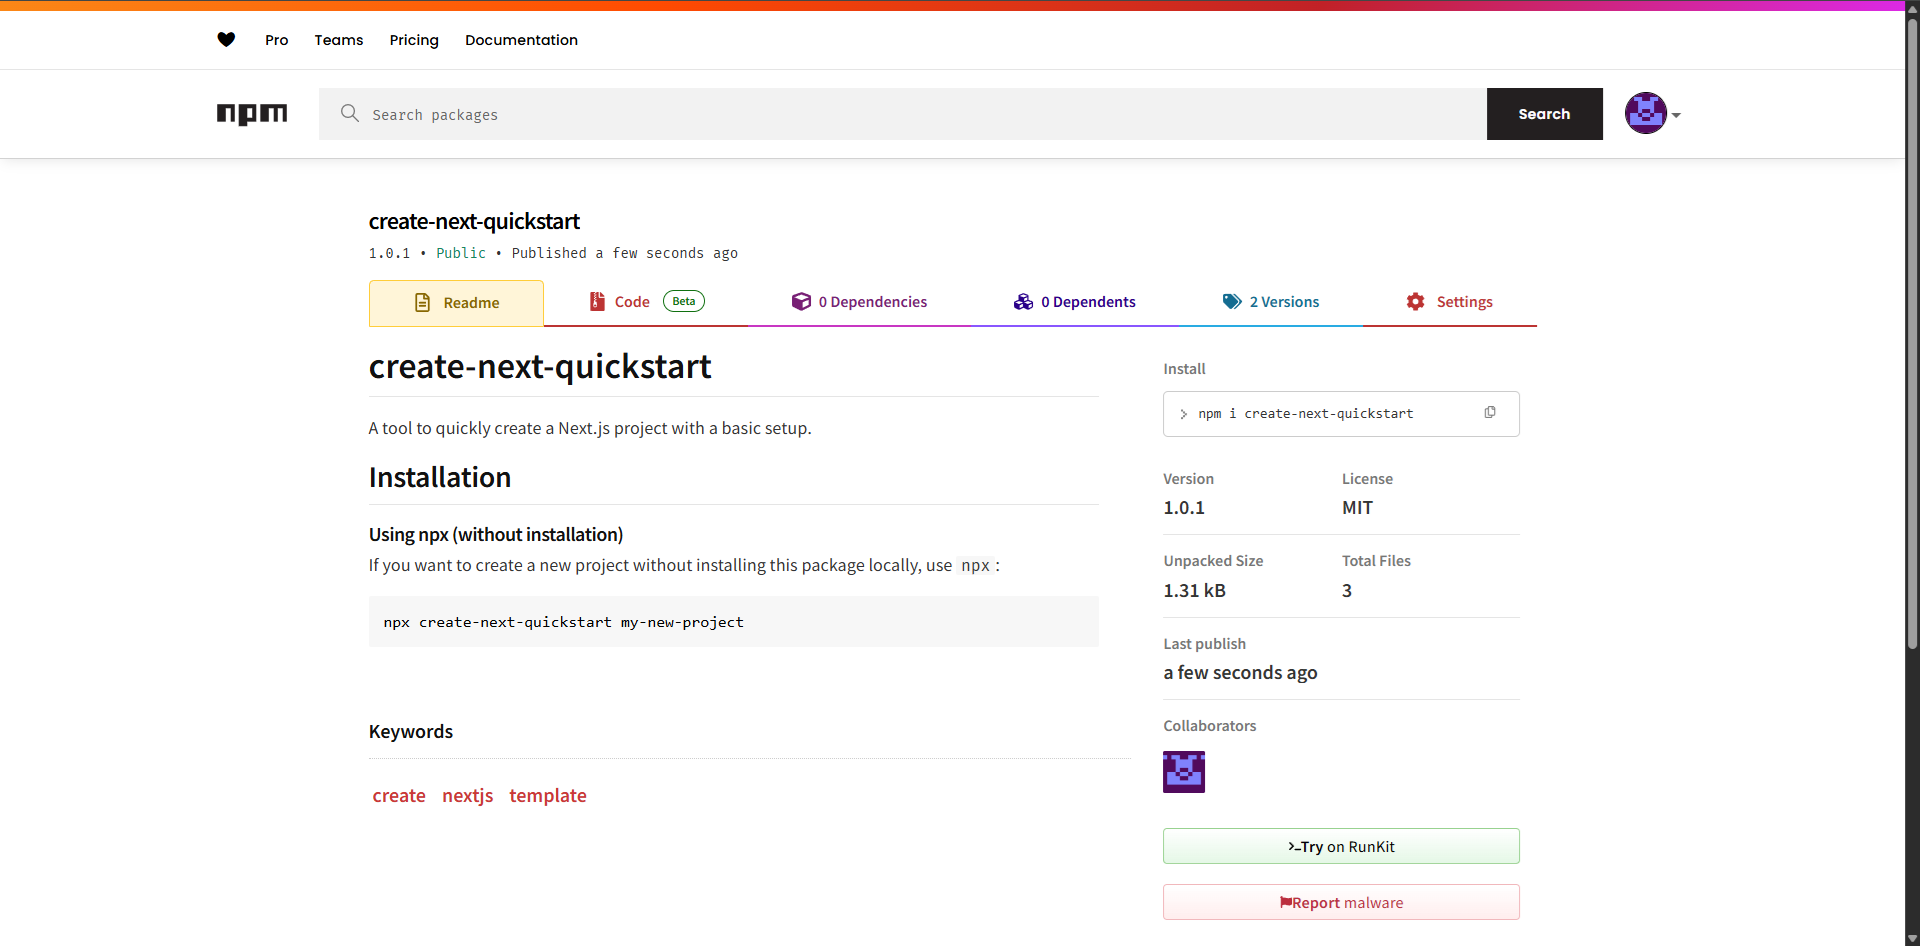 Pro Teams Pricing Documentation
npm Search packages Search
create-next-quickstart
1.0.1 • Public • Published a few seconds ago
Readme Code Beta 0 Dependencies 0 Dependents 2 Versions Settings
create-next-quickstart
A tool to quickly create a Next.js project with a basic setup.
Installation
Using npx (without installation)
If you want to create a new project without installing this package locally, use npx :
npx create-next-quickstart my-new-project
Keywords
create nextjs template
Install
> npm i create-next-quickstart
Version License
1.0.1 MIT
Unpacked Size Total Files
1.31 kB 3
Last publish
a few seconds ago
Collaborators
>_Try on RunKit
Report malware